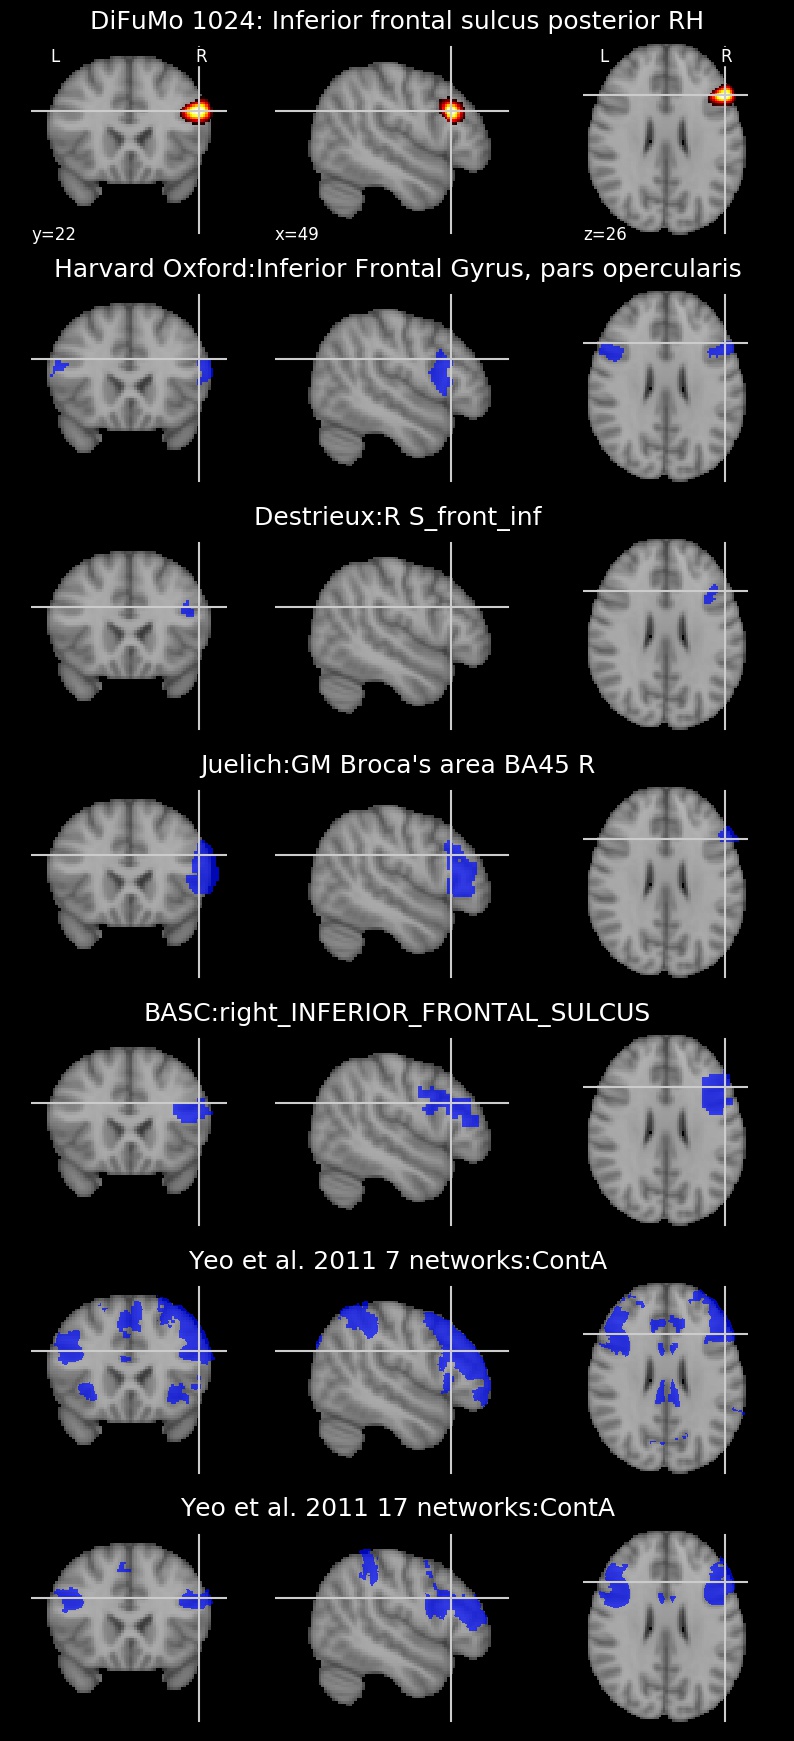 DiFuMo 1024: Inferior frontal sulcus posterior RH
L R L R
y=22 x=49 z=26
Harvard Oxford:Inferior Frontal Gyrus, pars opercularis
Destrieux:R S_front_inf
Juelich:GM Broca's area BA45 R
BASC:right_INFERIOR_FRONTAL_SULCUS
Yeo et al. 2011 7 networks:ContA
Yeo et al. 2011 17 networks:ContA